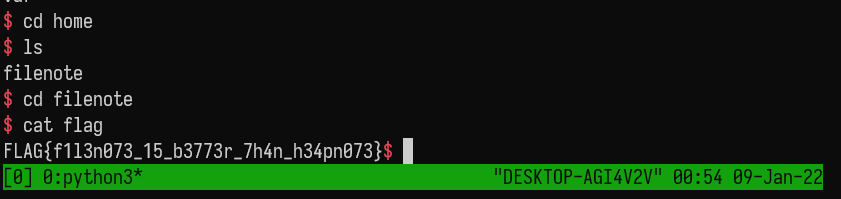 $ cd home
$ ls
filenote
$ cd filenote
$ cat flag
FLAG{f1l3n073_15_b3773r_7h4n_h34pn073}$
[0] 0:python3* "DESKTOP-AGI4V2V" 00:54 09-Jan-22